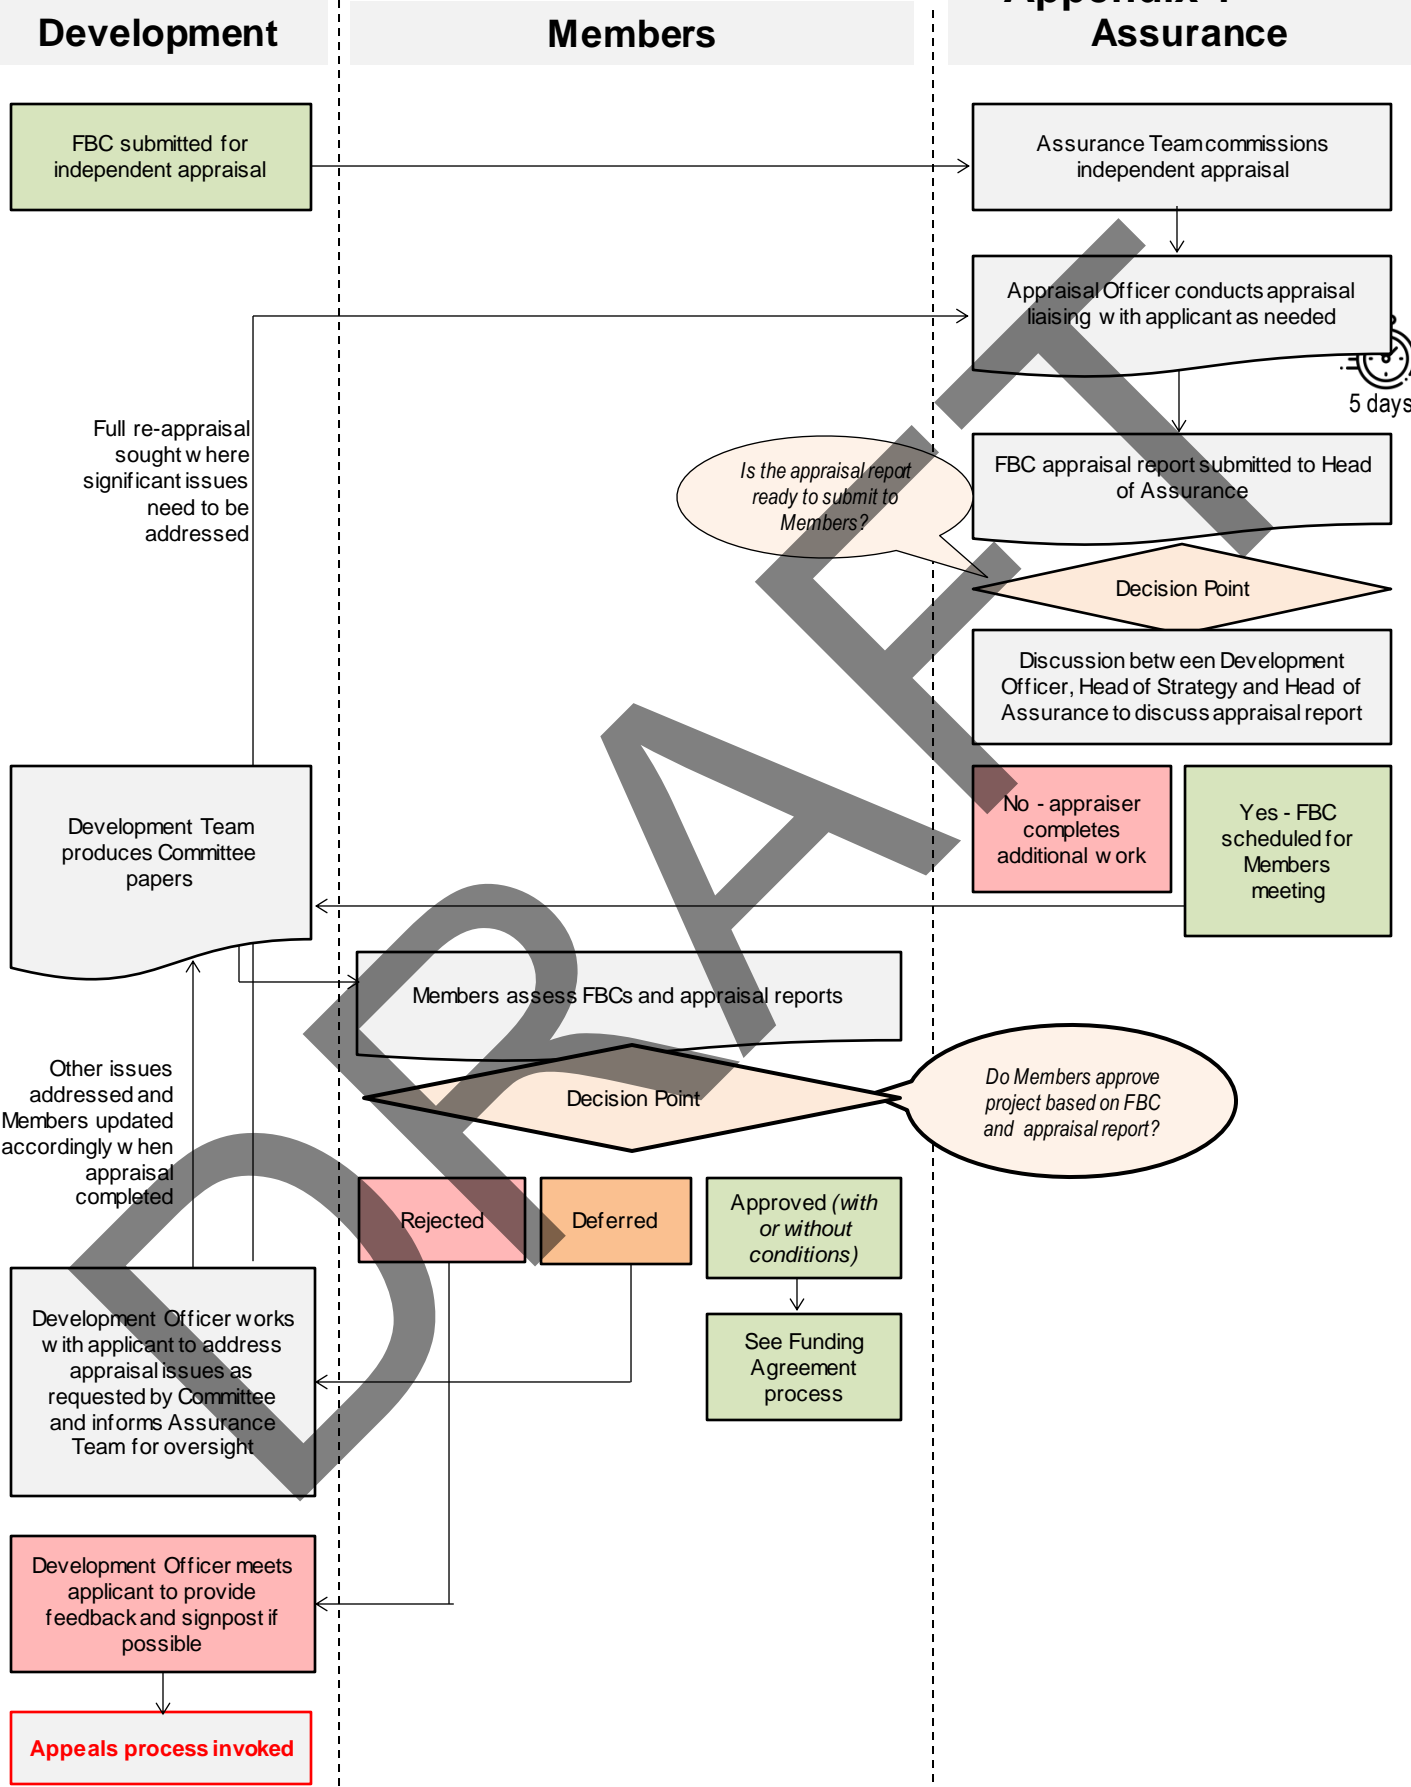 Appendix 1
Development
Members
Assurance
FBC submitted for
independent appraisal
Assurance Team commissions
independent appraisal
Appraisal Officer conducts appraisal
liaising with applicant as needed
5 days
Full re-appraisal
sought where
significant issues
need to be
addressed
Is the appraisal report
ready to submit to
Members?
FBC appraisal report submitted to Head
of Assurance
Decision Point
Discussion between Development
Officer, Head of Strategy and Head of
Assurance to discuss appraisal report
No - appraiser
completes
additional work
Yes - FBC
scheduled for
Members
meeting
Development Team
produces Committee
papers
Members assess FBCs and appraisal reports
Decision Point
Do Members approve
project based on FBC
and appraisal report?
Other issues
addressed and
Members updated
accordingly when
appraisal
completed
Rejected
Deferred
Approved (with
or without
conditions)
See Funding
Agreement
process
Development Officer works
with applicant to address
appraisal issues as
requested by Committee
and informs Assurance
Team for oversight
Development Officer meets
applicant to provide
feedback and signpost if
possible
Appeals process invoked
DRAFT